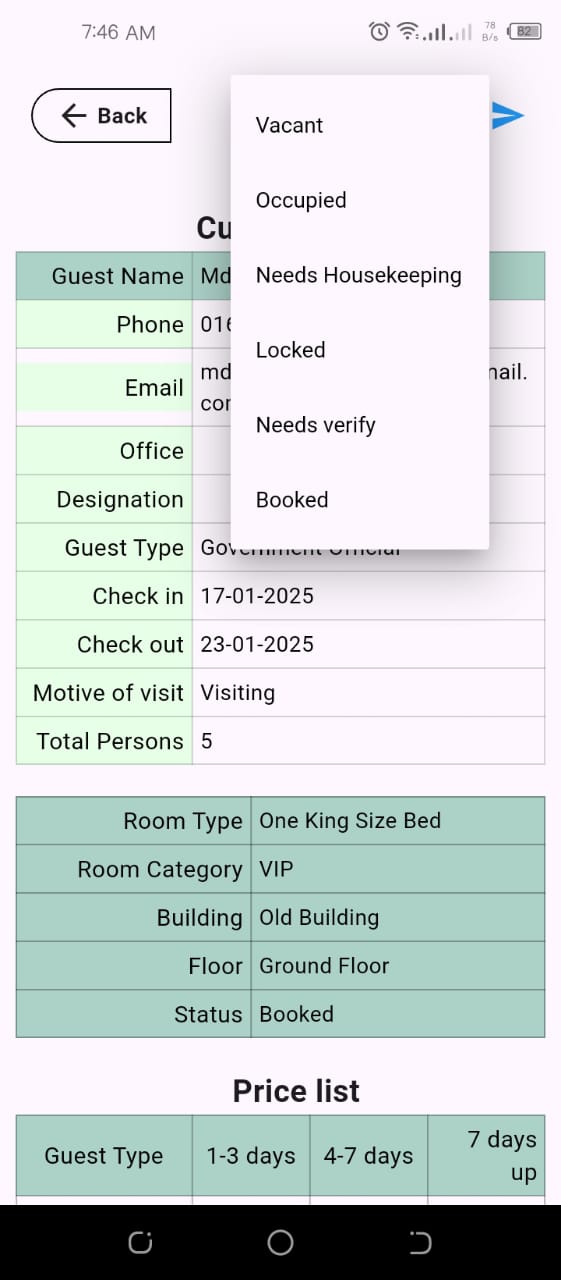 7:46 AM
78
B/s
82
Back
Vacant
Occupied
Needs Housekeeping
Locked
Needs verify
Booked
Cu
Guest Name Md
Phone 016
Email md nail.
cor
Office
Designation
Guest Type Government Official
Check in 17-01-2025
Check out 23-01-2025
Motive of visit Visiting
Total Persons 5
Room Type One King Size Bed
Room Category VIP
Building Old Building
Floor Ground Floor
Status Booked
Price list
Guest Type 1-3 days 4-7 days 7 days
up